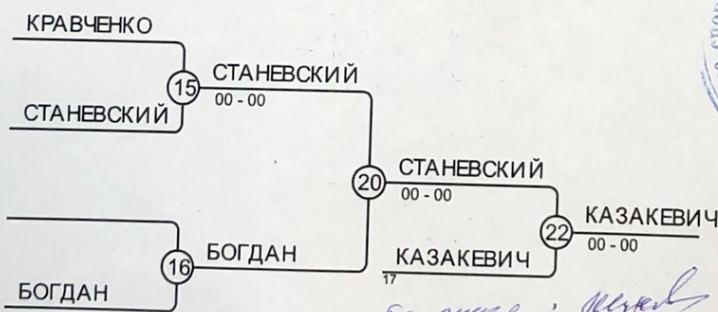 КРАВЧЕНКО
15
СТАНЕВСКИЙ
00 - 00
СТАНЕВСКИЙ
20
СТАНЕВСКИЙ
00 - 00
22
КАЗАКЕВИЧ
00 - 00
16
БОГДАН
КАЗАКЕВИЧ
17
БОГДАН